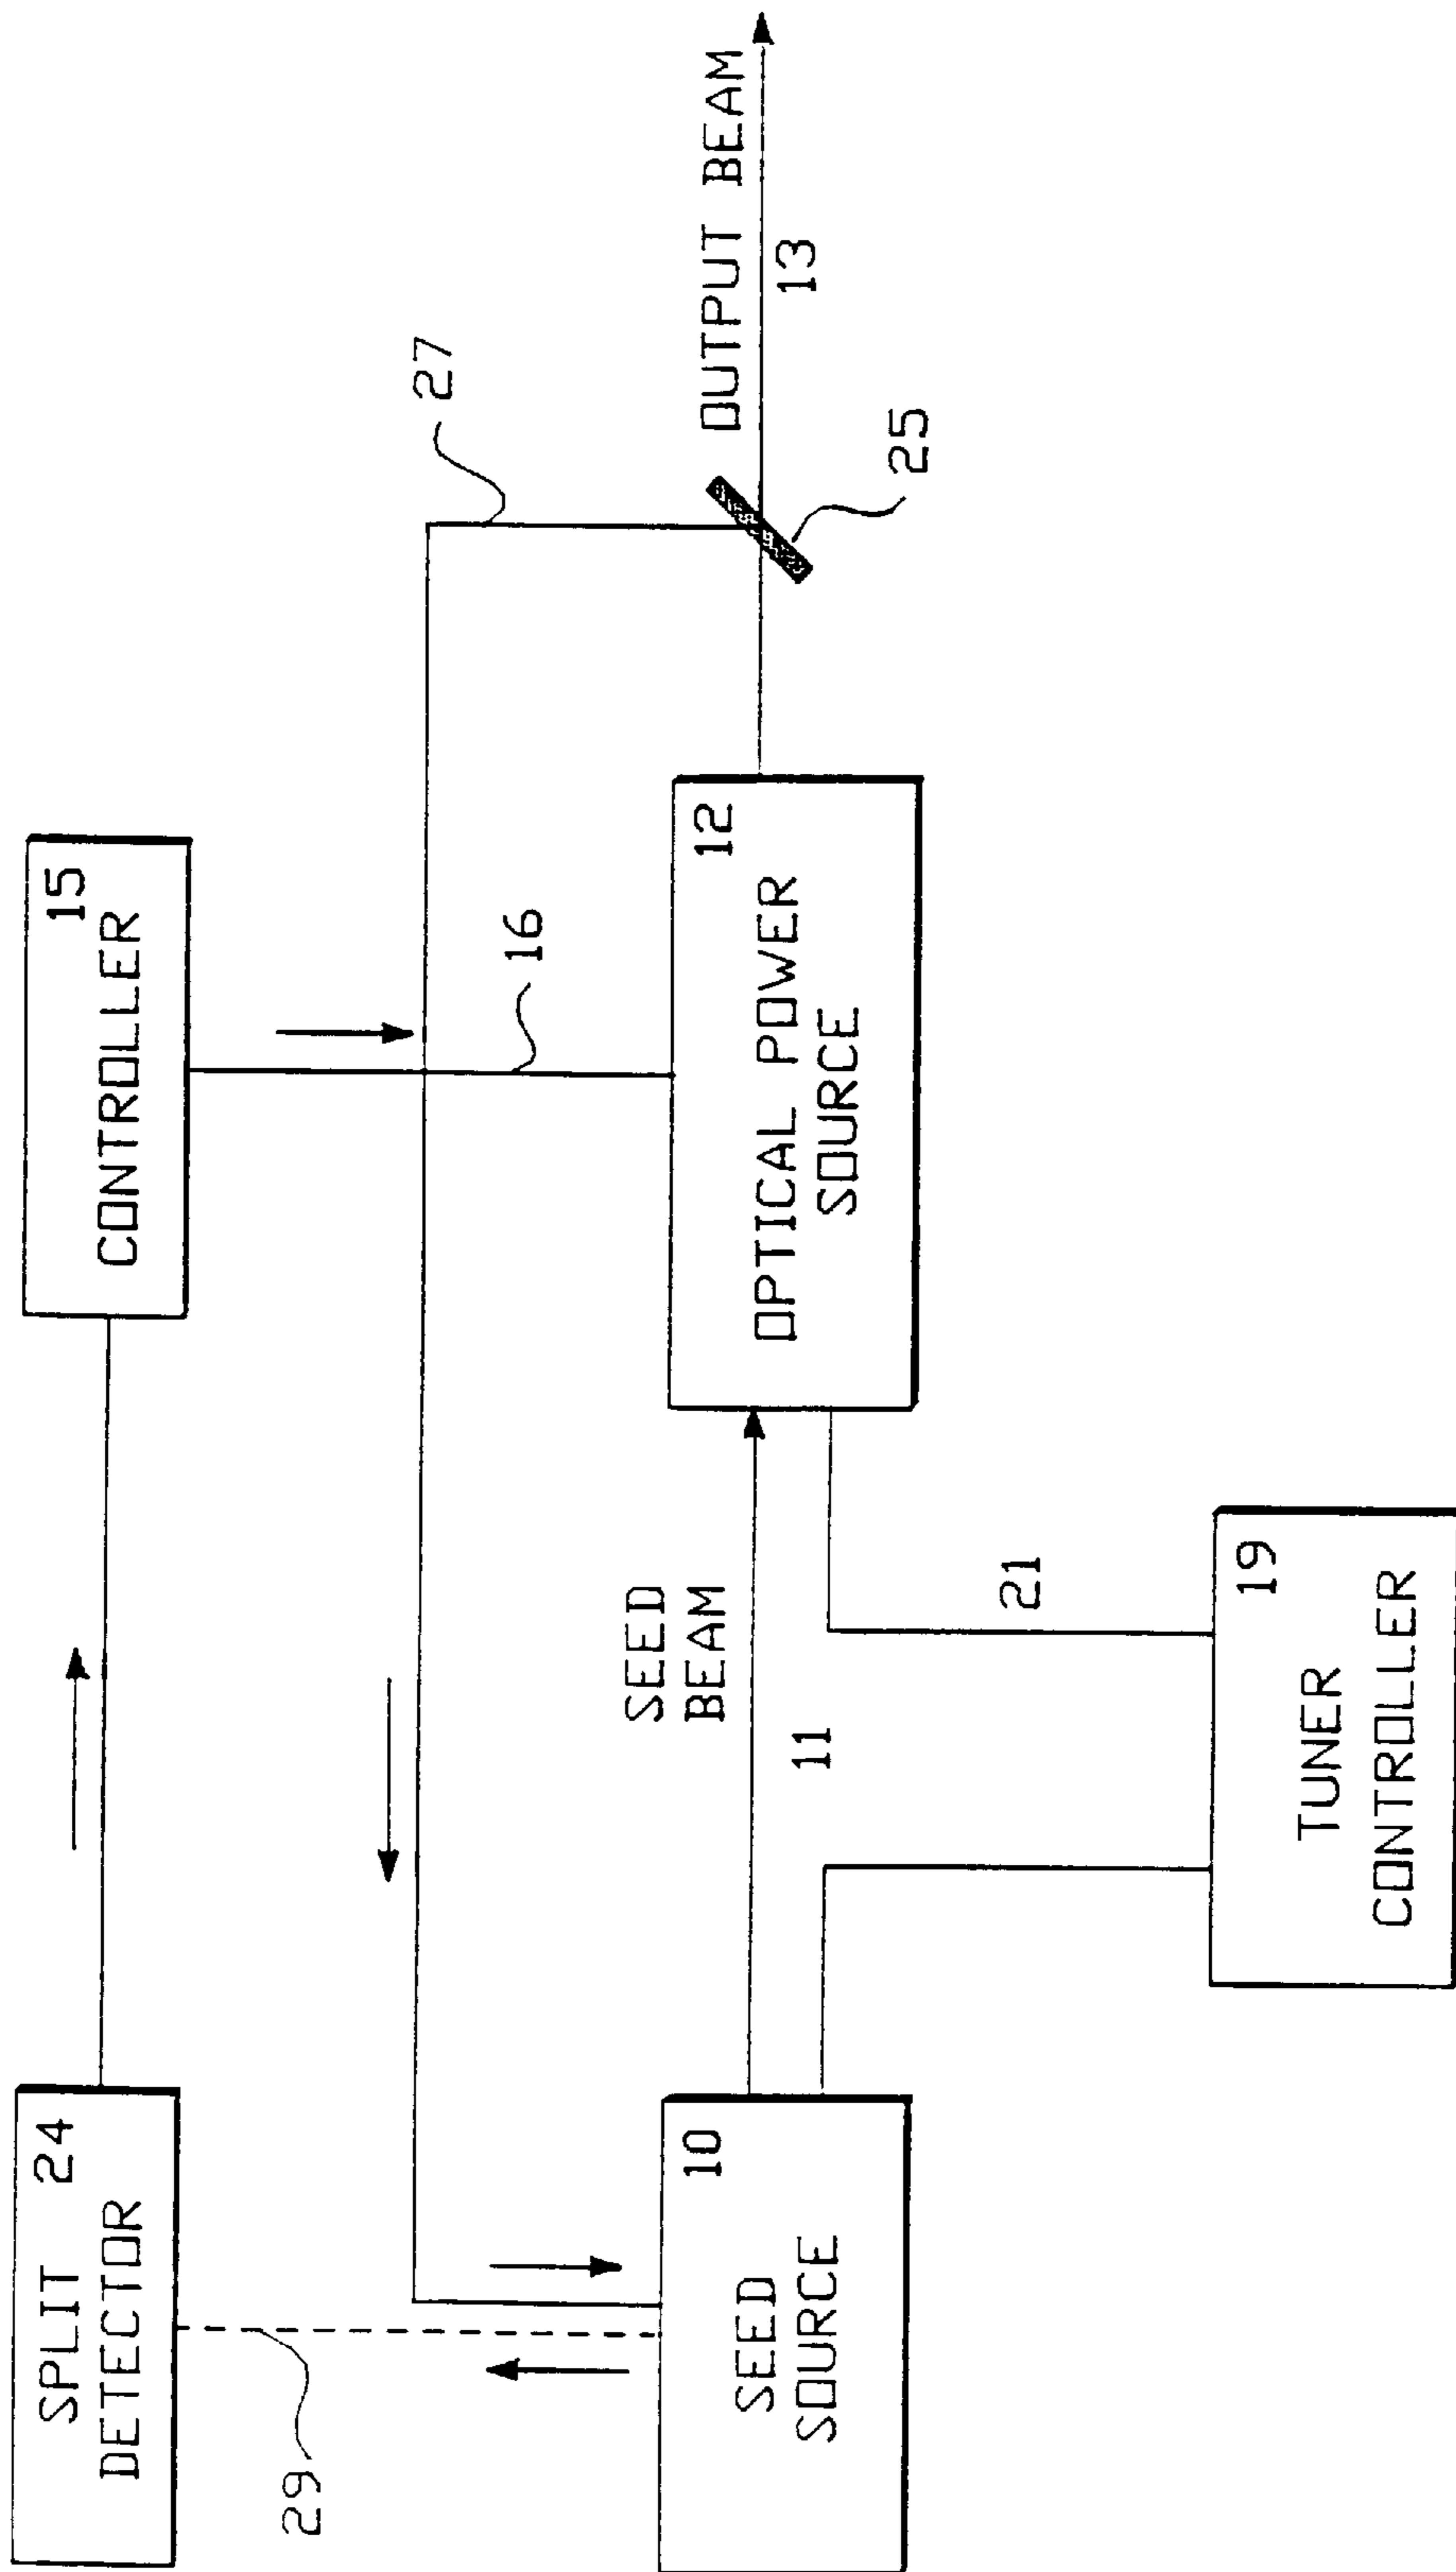 SPLIT 24
DETECTOR
15
CONTROLLER
29
27
16
10
SEED
SOURCE
SEED
BEAM
11
12
OPTICAL POWER
SOURCE
OUTPUT BEAM
13
25
21
19
TUNER
CONTROLLER